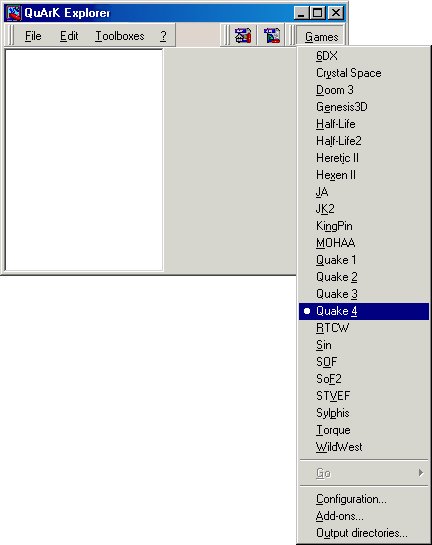 QuArK Explorer
File Edit Toolboxes ? Games
6DX
Crystal Space
Doom 3
Genesis3D
Half-Life
Half-Life2
Heretic II
Hexen II
JA
JK2
KingPin
MOHAA
Quake 1
Quake 2
Quake 3
Quake 4
RTCW
Sin
SOF
SoF2
STVEF
Sylphis
Torque
WildWest
Go
Configuration...
Add-ons...
Output directories...